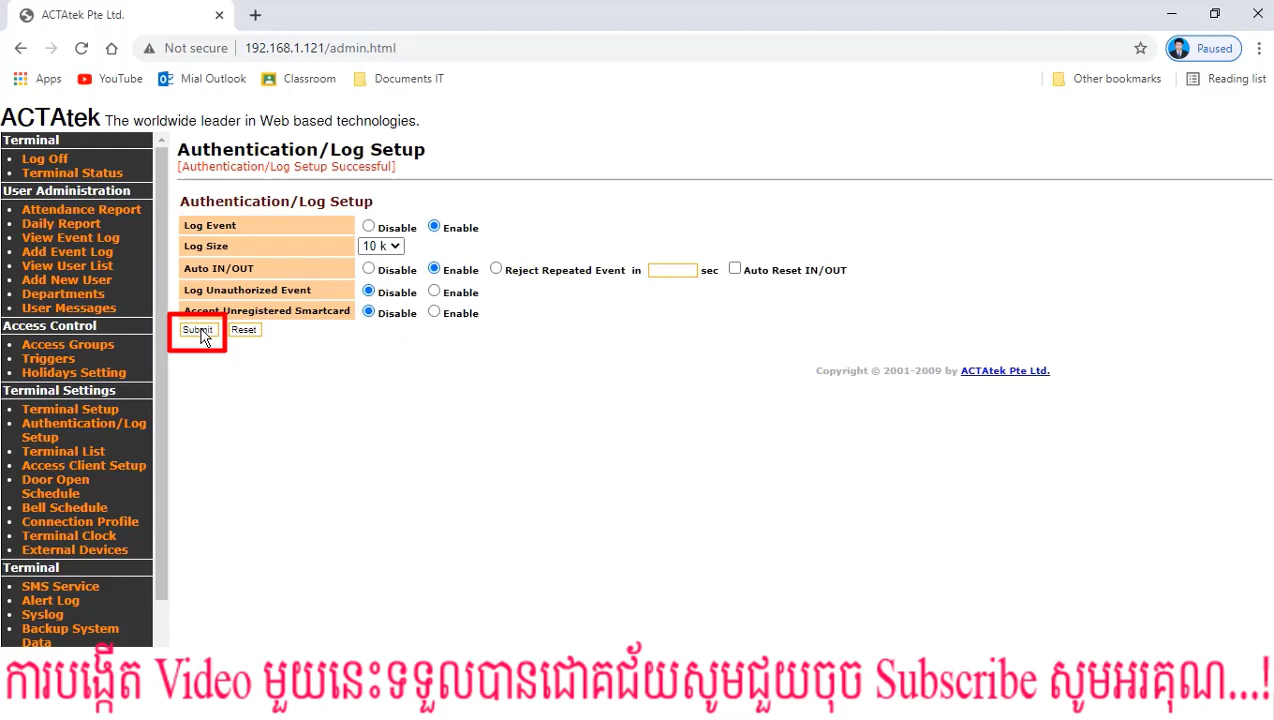 ACTAtek Pte Ltd.
Not secure 192.168.1.121/admin.html Paused
Apps YouTube Mial Outlook Classroom Documents IT Other bookmarks Reading list
ACTAtek The worldwide leader in Web based technologies.
Terminal
Log Off
Terminal Status
User Administration
Attendance Report
Daily Report
View Event Log
Add Event Log
View User List
Add New User
Departments
User Messages
Access Control
Access Groups
Triggers
Holidays Setting
Terminal Settings
Terminal Setup
Authentication/Log
Setup
Terminal List
Access Client Setup
Door Open
Schedule
Bell Schedule
Connection Profile
Terminal Clock
External Devices
Terminal
SMS Service
Alert Log
Syslog
Backup System
Data
Authentication/Log Setup
[Authentication/Log Setup Successful]
Authentication/Log Setup
Log Event Disable Enable
Log Size 10 k
Auto IN/OUT Disable Enable Reject Repeated Event in sec Auto Reset IN/OUT
Log Unauthorized Event Disable Enable
Accept Unregistered Smartcard Disable Enable
Submit Reset
Copyright © 2001-2009 by ACTAtek Pte Ltd.
ការបង្កើត Video មួយនេះទទួលបានជោគជ័យសូមជួយចុច Subscribe សូមអរគុណ...!